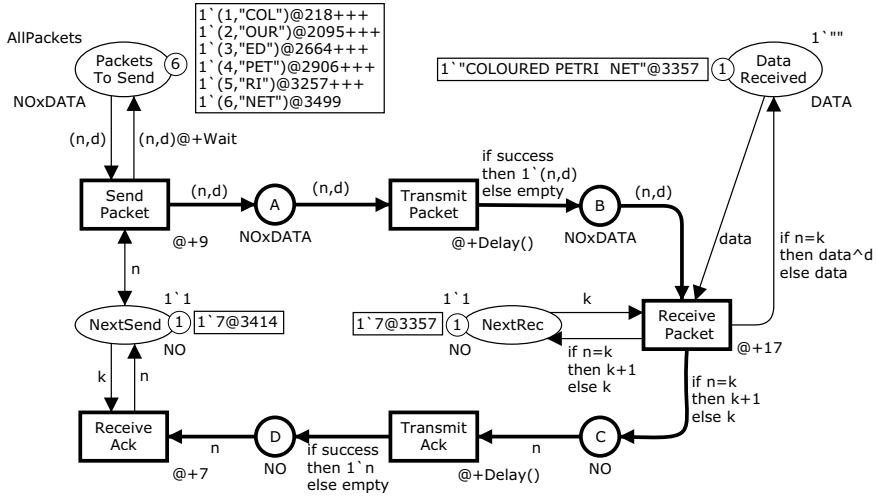 AllPackets
Packets
To Send
6
1`(1,"COL")@218+++
1`(2,"OUR")@2095+++
1`(3,"ED")@2664+++
1`(4,"PET")@2906+++
1`(5,"RI")@3257+++
1`(6,"NET")@3499
NOxDATA
1`""
1`"COLOURED PETRI  NET"@3357
1
Data
Received
DATA
(n,d)
(n,d)@+Wait
Send
Packet
@+9
(n,d)
A
NOxDATA
(n,d)
Transmit
Packet
@+Delay()
if success
then 1`(n,d)
else empty
B
NOxDATA
(n,d)
data
if n=k
then data^d
else data
n
1`1
NextSend
1
1`7@3414
NO
1`1
1`7@3357
1
NextRec
NO
k
if n=k
then k+1
else k
Receive
Packet
@+17
if n=k
then k+1
else k
k
n
Receive
Ack
@+7
n
D
NO
if success
then 1`n
else empty
Transmit
Ack
@+Delay()
n
C
NO